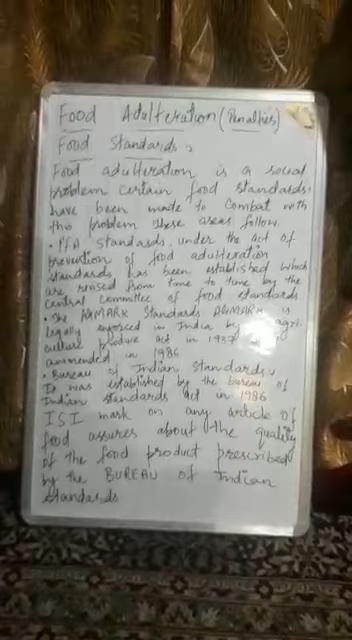 Food Adulteration (Penalties)
Food Standards:
Food adulteration is a social
problem certain food standards
have been made to combat with
this problem these areas follow.
• PFA standards. under the act of
prevention of food adulteration
standards has been established which
are revised from time to time by the
central committee of food standards
• The AGMARK Standards AGMARK is
legally enforced in India by agri
culture produce act in 1937
ammended in 1986
• Bureau of Indian Standards:
It was established by the bureau of
Indian standards act in 1986
ISI mark on any article of
food assures about the quality
of the food product prescribed
by the BUREAU of Indian
standards